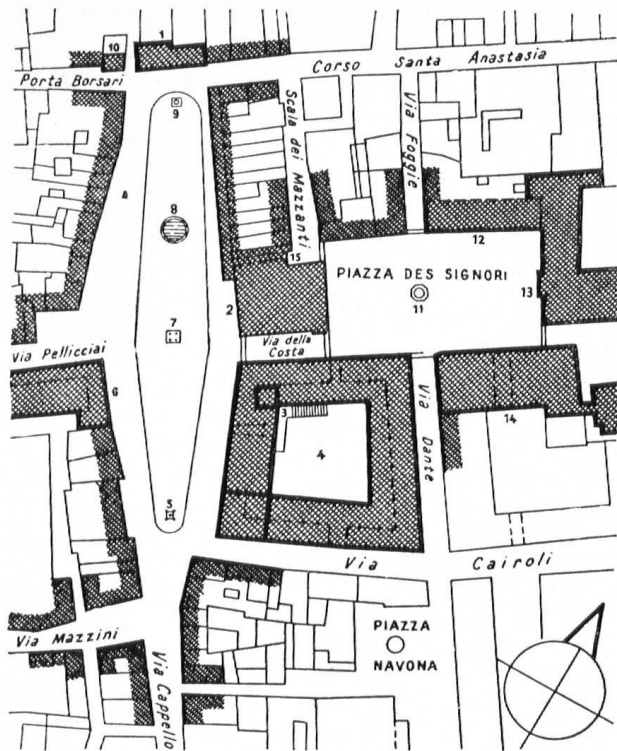 10
1
Porta Borsari
Corso Santa Anastasia
9
Scala dei Mazzanti
Via Foggie
8
15
12
PIAZZA DES SIGNORI
11
13
2
7
Via della
Costa
Via Pellicciai
6
3
4
Via Dante
14
5
Via Cairoli
PIAZZA
NAVONA
Via Mazzini
Via Cappello